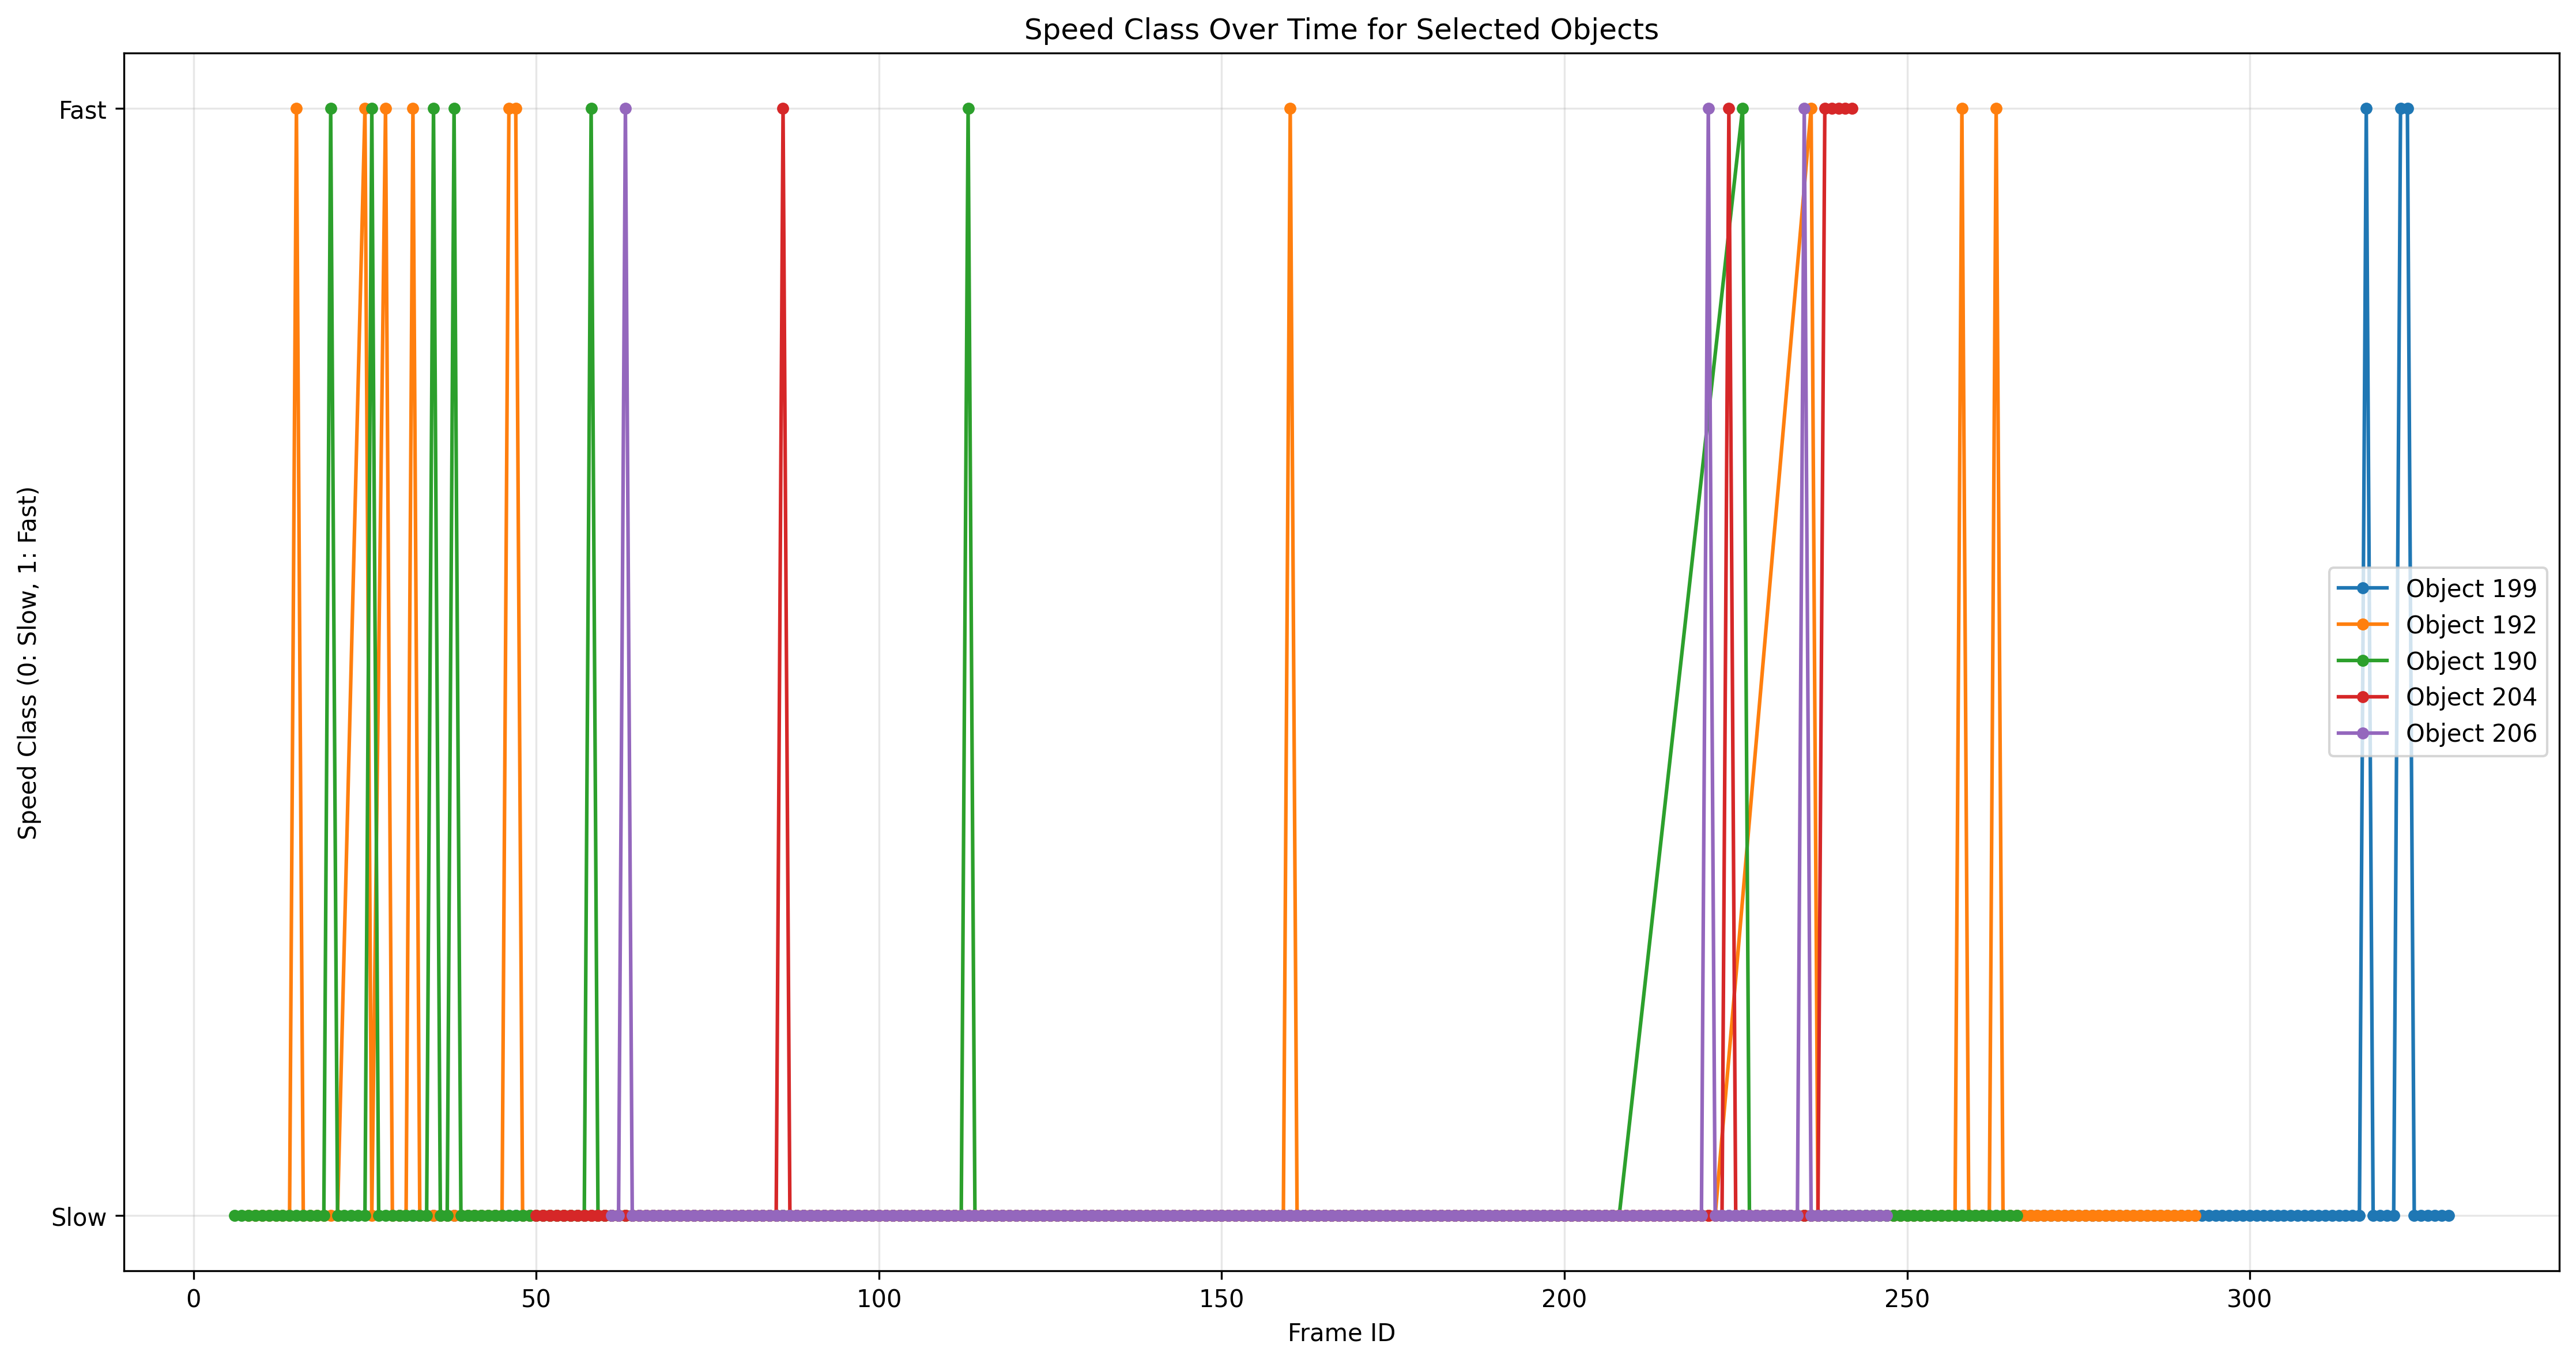 Speed Class Over Time for Selected Objects
Fast
Speed Class (0: Slow, 1: Fast)
Object 199
Object 192
Object 190
Object 204
Object 206
Slow
0 50 100 150 200 250 300
Frame ID